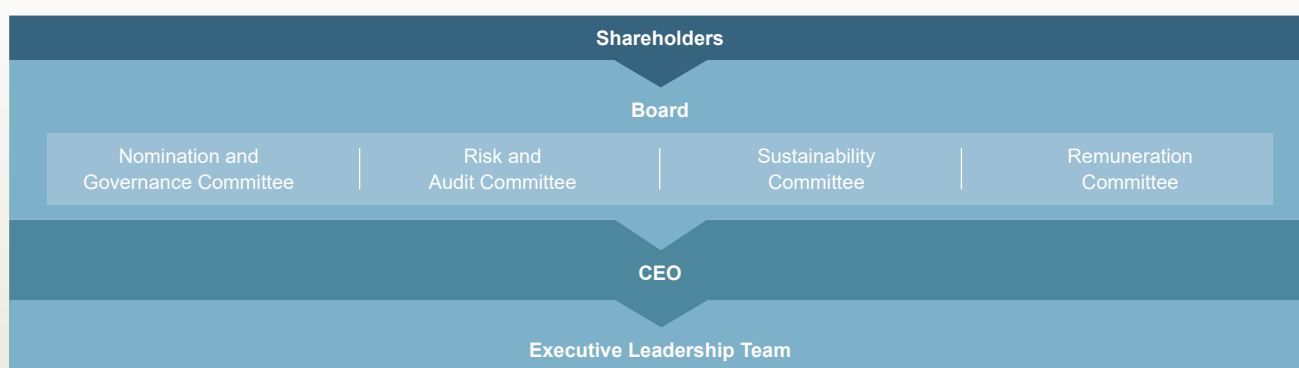 Shareholders
Board
Nomination and
Governance Committee
Risk and
Audit Committee
Sustainability
Committee
Remuneration
Committee
CEO
Executive Leadership Team